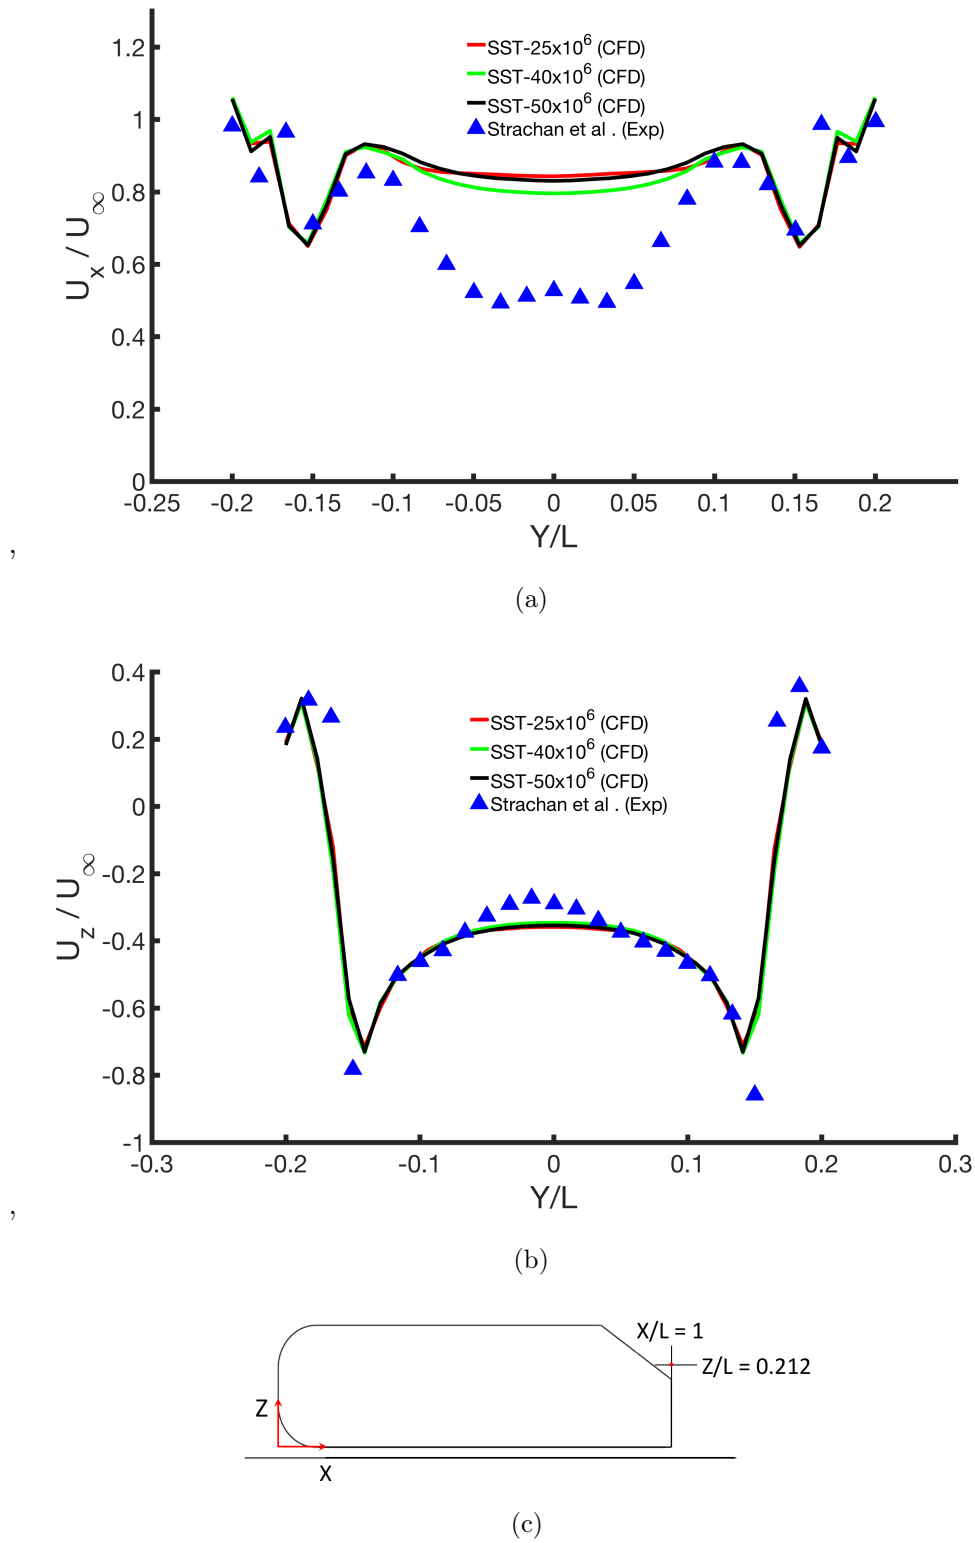 1.2
1
0.8
0.6
0.4
0.2
0
U_x / U_∞
SST-25x10^6 (CFD)
SST-40x10^6 (CFD)
SST-50x10^6 (CFD)
Strachan et al . (Exp)
-0.25 -0.2 -0.15 -0.1 -0.05 0 0.05 0.1 0.15 0.2
Y/L
,
(a)
0.4
0.2
0
-0.2
-0.4
-0.6
-0.8
-1
U_z / U_∞
SST-25x10^6 (CFD)
SST-40x10^6 (CFD)
SST-50x10^6 (CFD)
Strachan et al . (Exp)
-0.3 -0.2 -0.1 0 0.1 0.2 0.3
Y/L
,
(b)
X/L = 1
Z/L = 0.212
Z
X
(c)